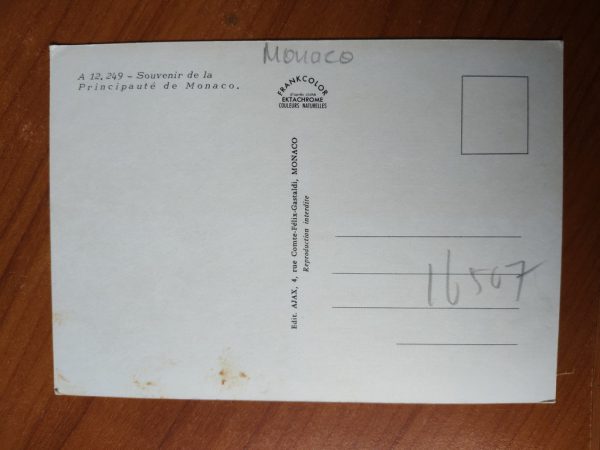 Monaco
A 12.249 - Souvenir de la
Principauté de Monaco.
FRANKCOLOR
EKTACHROME
COULEURS NATURELLES
Edit. AJAX, 4, rue Comte-Félix-Gastaldi, MONACO
Reproduction interdite
16507